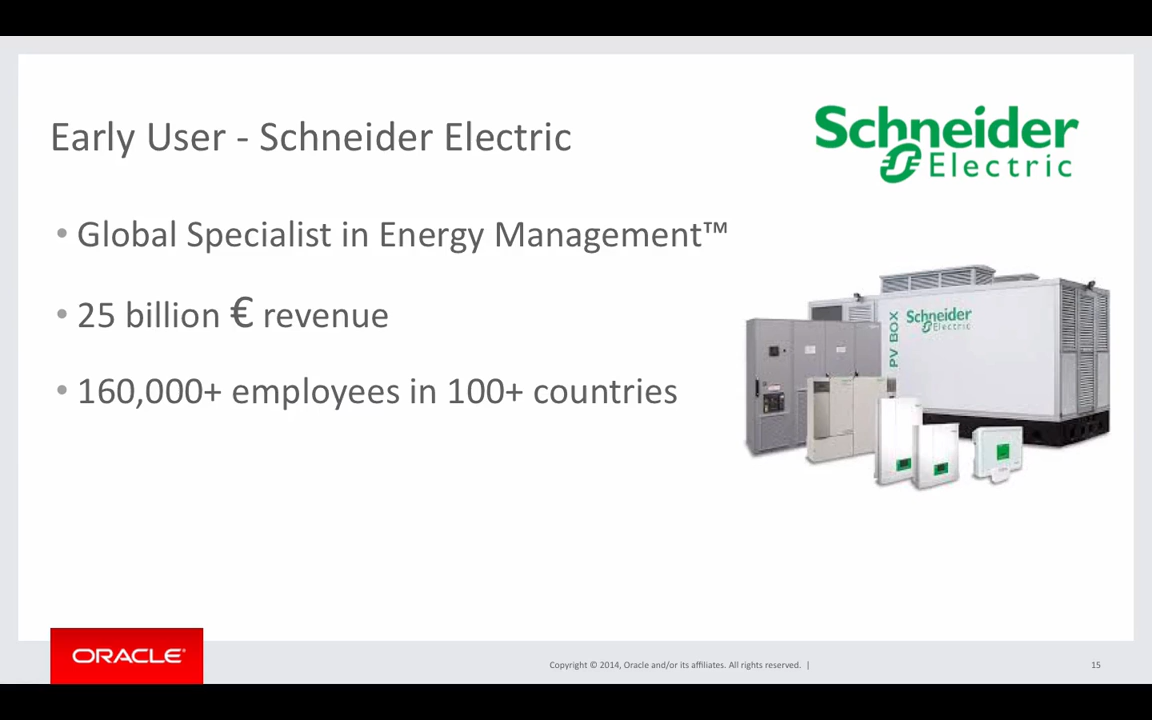 Early User - Schneider Electric
Schneider
Electric
• Global Specialist in Energy Management™
• 25 billion € revenue
• 160,000+ employees in 100+ countries
PV BOX
Schneider
Electric
ORACLE®
Copyright © 2014, Oracle and/or its affiliates. All rights reserved. |
15